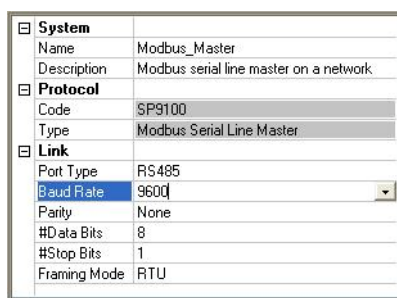 System
Name Modbus_Master
Description Modbus serial line master on a network
Protocol
Code SP9100
Type Modbus Serial Line Master
Link
Port Type RS485
Baud Rate 9600
Parity None
#Data Bits 8
#Stop Bits 1
Framing Mode RTU